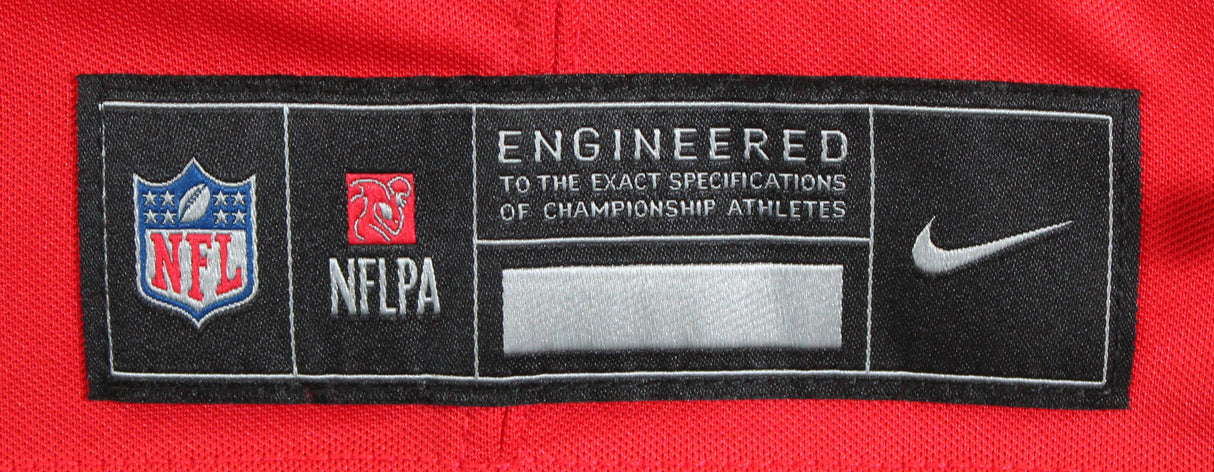 NFL
NFLPA
ENGINEERED
TO THE EXACT SPECIFICATIONS
OF CHAMPIONSHIP ATHLETES